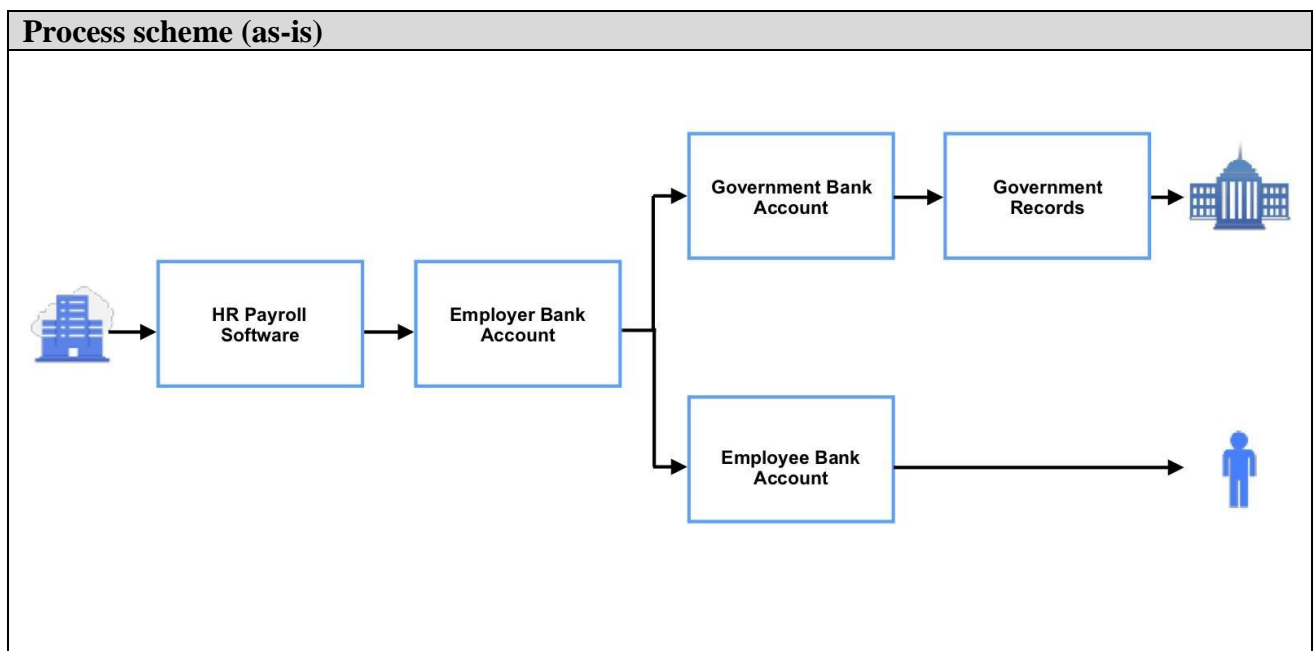 Process scheme (as-is)
Government Bank
Account
Government
Records
HR Payroll
Software
Employer Bank
Account
Employee Bank
Account